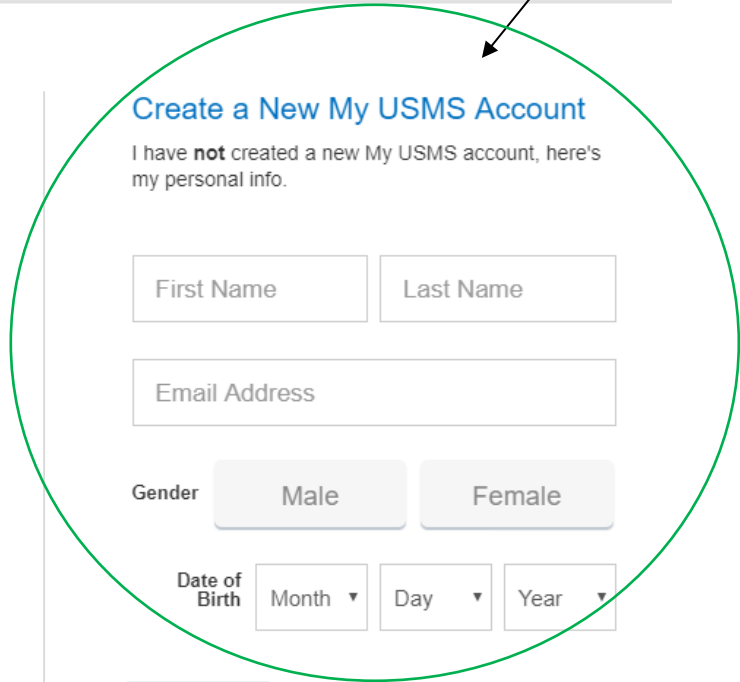 Create a New My USMS Account
I have not created a new My USMS account, here's
my personal info.
First Name Last Name
Email Address
Gender Male Female
Date of
Birth Month Day Year